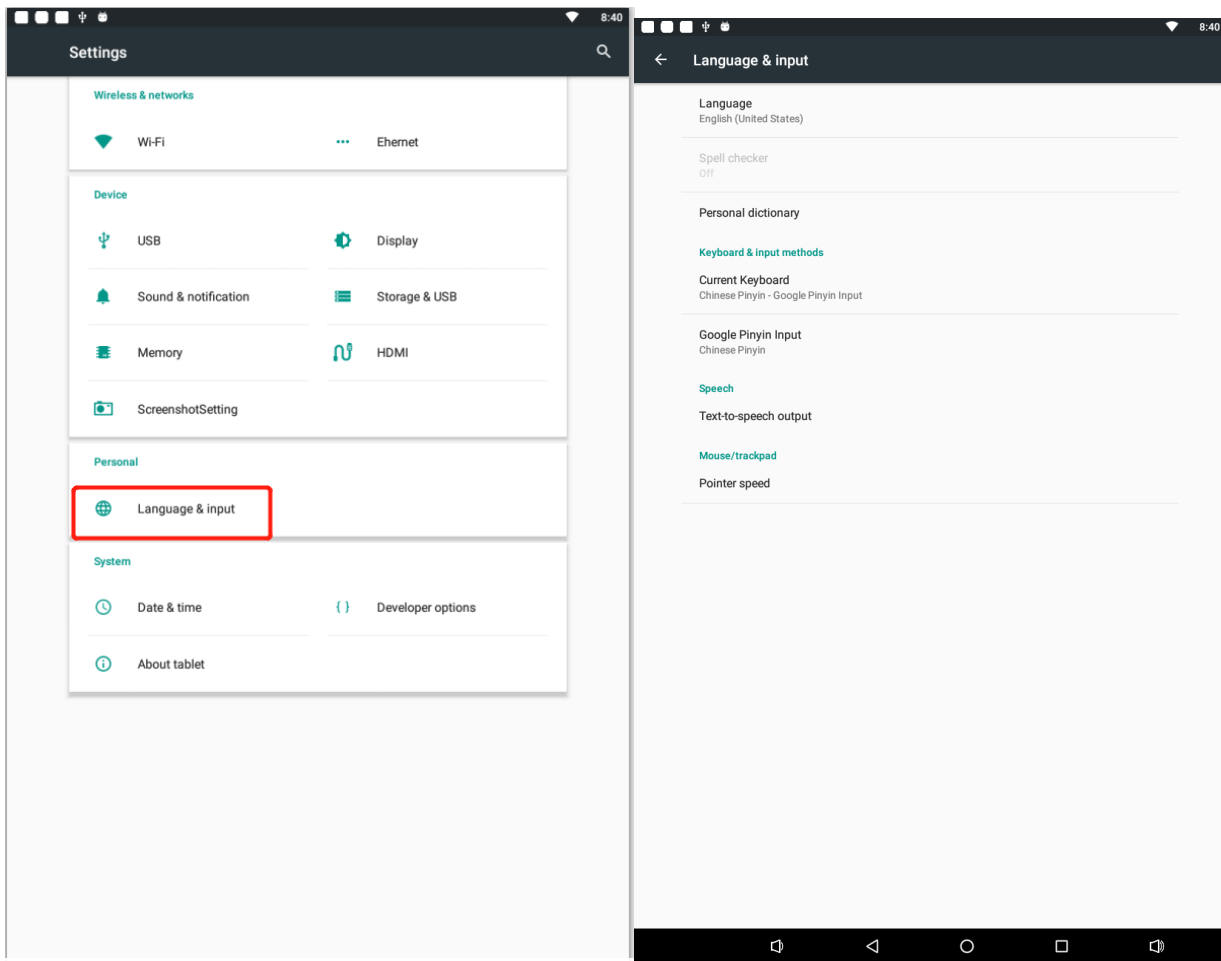 8:40
Settings
Wireless & networks
Wi-Fi
Ehernet
Device
USB
Display
Sound & notification
Storage & USB
Memory
HDMI
ScreenshotSetting
Personal
Language & input
System
Date & time
{ } Developer options
About tablet
8:40
Language & input
Language
English (United States)
Spell checker
Off
Personal dictionary
Keyboard & input methods
Current Keyboard
Chinese Pinyin - Google Pinyin Input
Google Pinyin Input
Chinese Pinyin
Speech
Text-to-speech output
Mouse/trackpad
Pointer speed